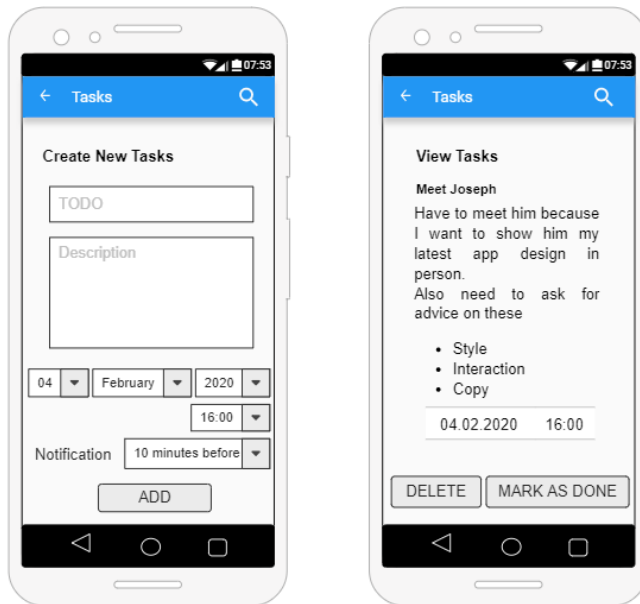 07:53
Tasks
Create New Tasks
TODO
Description
04 February 2020
16:00
Notification 10 minutes before
ADD
07:53
Tasks
View Tasks
Meet Joseph
Have to meet him because
I want to show him my
latest app design in
person.
Also need to ask for
advice on these
• Style
• Interaction
• Copy
04.02.2020 16:00
DELETE MARK AS DONE